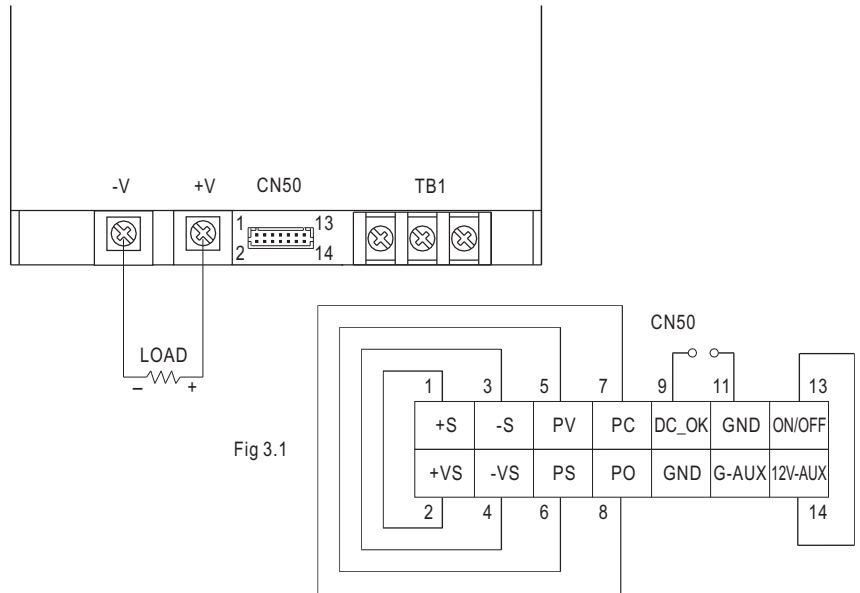 -V +V CN50 TB1
1 13
2 14
LOAD
– +
CN50
1 3 5 7 9 11 13
+S -S PV PC DC_OK GND ON/OFF
Fig 3.1
+VS -VS PS PO GND G-AUX 12V-AUX
2 4 6 8 14